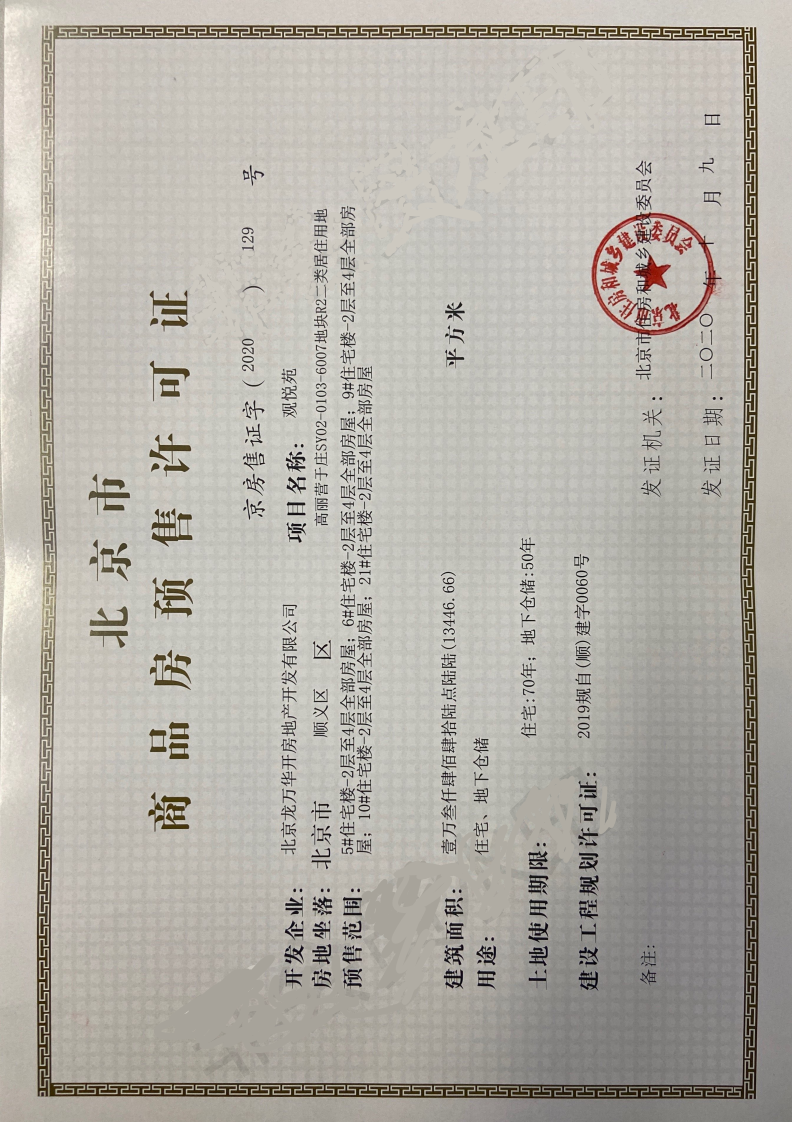 北京市
商品房预售许可证
京房售证字(2020)129号
开发企业：北京龙万华开房地产开发有限公司 项目名称：观悦苑
房地坐落：北京市 顺义区 区 高丽营于庄SY02-0103-6007地块R2二类居住用地
预售范围：5#住宅楼-2层至4层全部房屋；6#住宅楼-2层至4层全部房屋；9#住宅楼-2层至4层全部房
屋；10#住宅楼-2层至4层全部房屋；21#住宅楼-2层至4层全部房屋
建筑面积：壹万叁仟肆佰肆拾陆点陆陆(13446.66) 平方米
用途：住宅、地下仓储
土地使用期限：住宅:70年；地下仓储:50年
建设工程规划许可证：2019规自(顺)建字0060号
备注:
发证机关：北京市住房和城乡建设委员会
发证日期：二〇二〇年十月九日